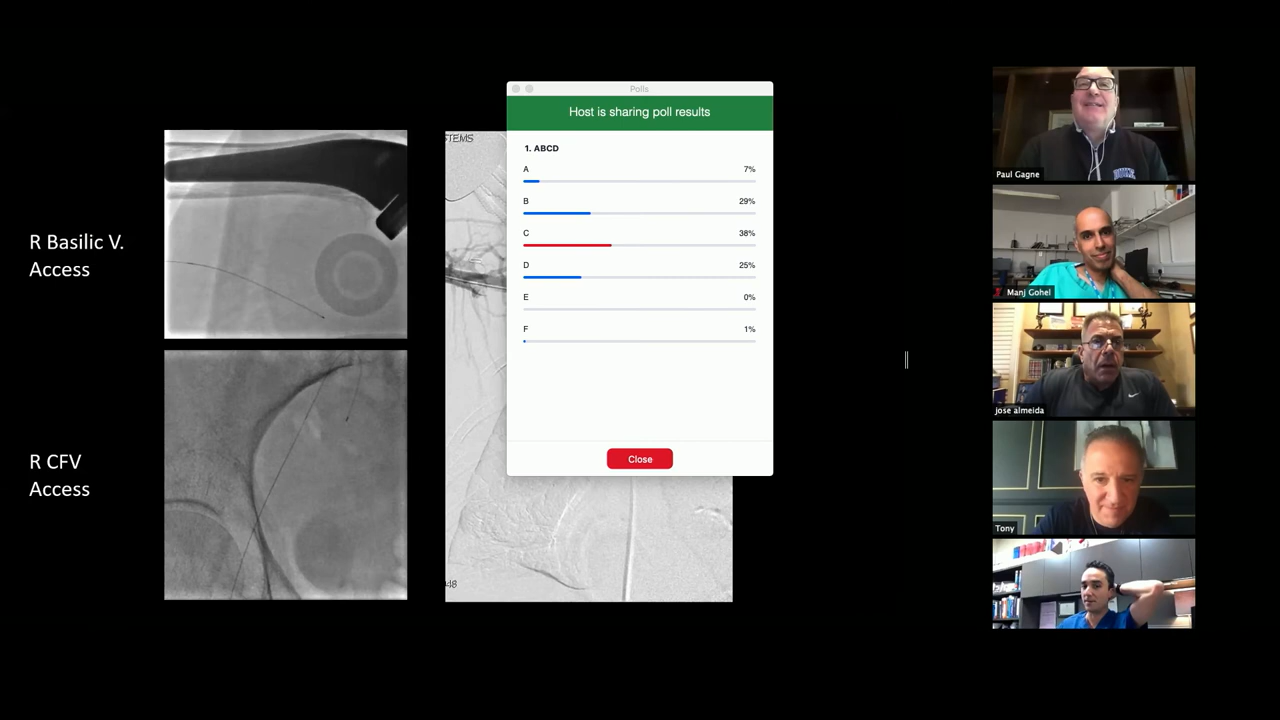 Polls
Host is sharing poll results
1. ABCD
A 7%
B 29%
C 38%
D 25%
E 0%
F 1%
Close
STEMS
R Basilic V.
Access
R CFV
Access
48
Paul Gagne
Manj Gohel
jose almeida
Tony